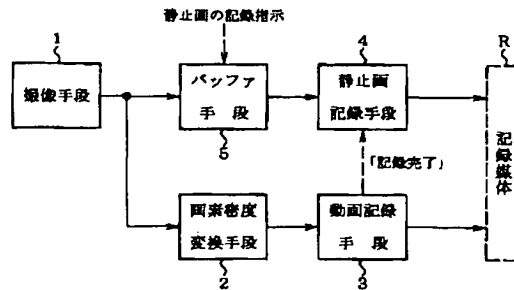 静止画の記録指示
1
撮像手段
バッファ
手 段
5
4
静止画
記録手段
R
記録媒体
「記録完了」
画素密度
変換手段
2
動画記録
手 段
3